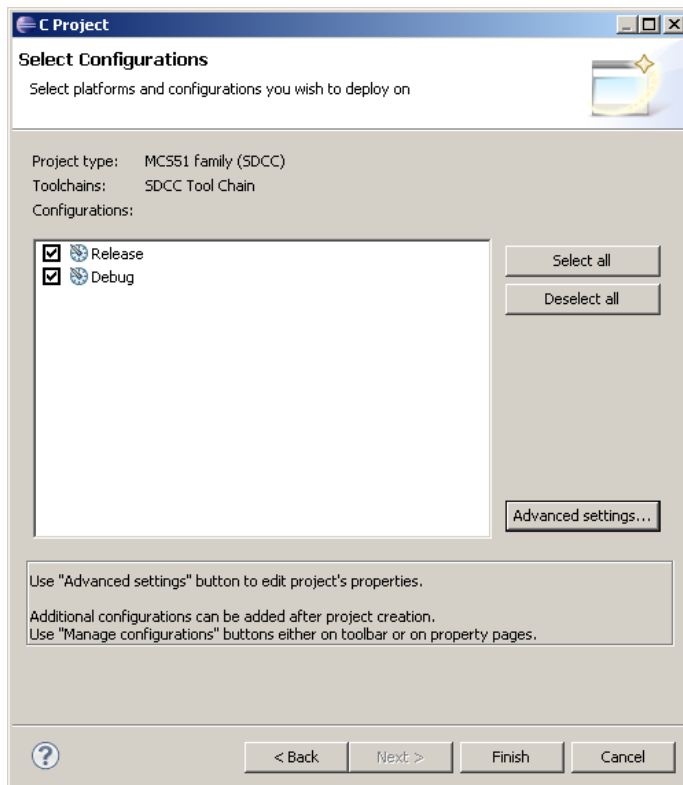 C Project
Select Configurations
Select platforms and configurations you wish to deploy on
Project type: MCS51 family (SDCC)
Toolchains: SDCC Tool Chain
Configurations:
Release
Debug
Select all
Deselect all
Advanced settings...
Use "Advanced settings" button to edit project's properties.
Additional configurations can be added after project creation.
Use "Manage configurations" buttons either on toolbar or on property pages.
? < Back Next > Finish Cancel